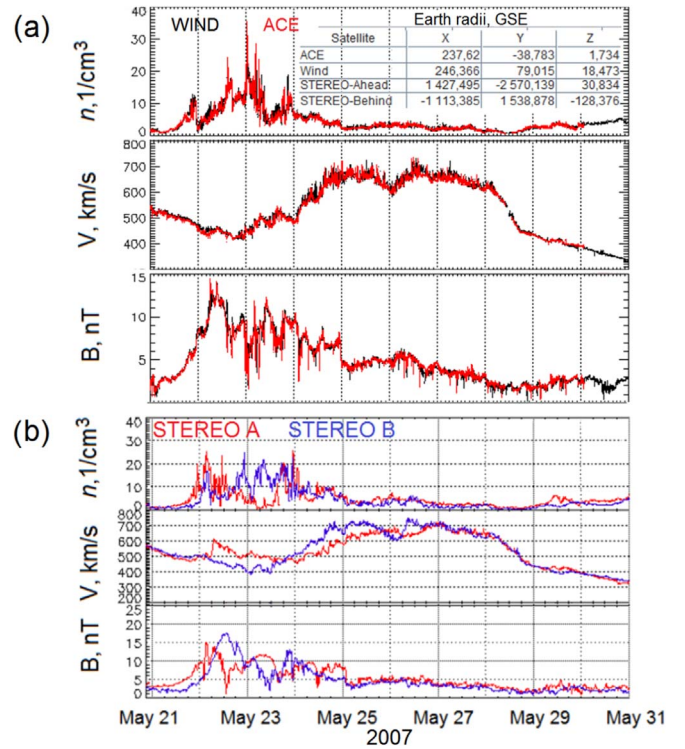 (a)
WIND ACE
Earth radii, GSE
Satellite X Y Z
ACE 237,62 -38,783 1,734
Wind 246,366 79,015 18,473
STEREO-Ahead 1 427,495 -2 570,139 30,834
STEREO-Behind -1 113,385 1 538,878 -128,376
n,1/cm³
40
30
20
10
0
V, km/s
800
700
600
500
400
B, nT
15
10
5
(b)
STEREO A STEREO B
n,1/cm³
40
30
20
10
0
V, km/s
800
700
600
500
400
300
200
B, nT
25
20
15
10
5
0
May 21 May 23 May 25 May 27 May 29 May 31
2007